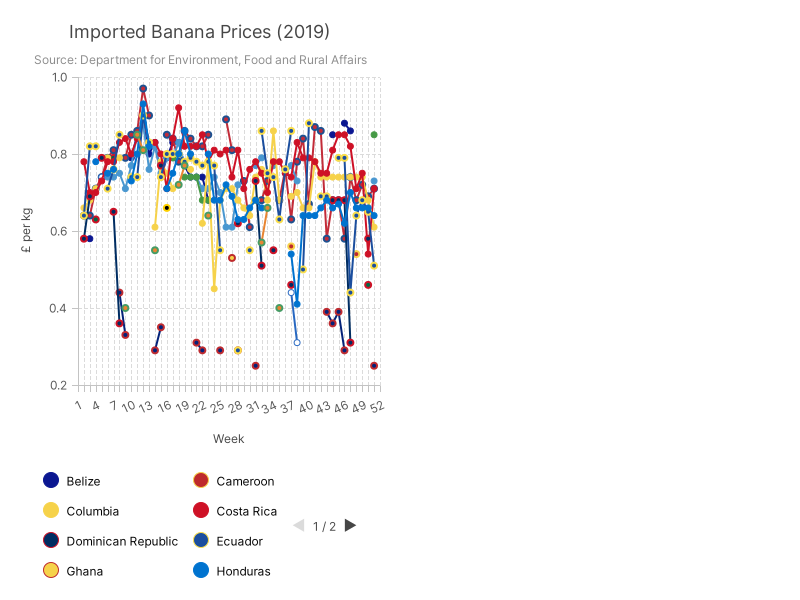 Imported Banana Prices (2019)
Source: Department for Environment, Food and Rural Affairs
1.0
0.8
0.6
0.4
0.2
£ per kg
1 4 7 10 13 16 19 22 25 28 31 34 37 40 43 46 49 52
Week
Belize
Cameroon
Columbia
Costa Rica
Dominican Republic
Ecuador
Ghana
Honduras
1 / 2